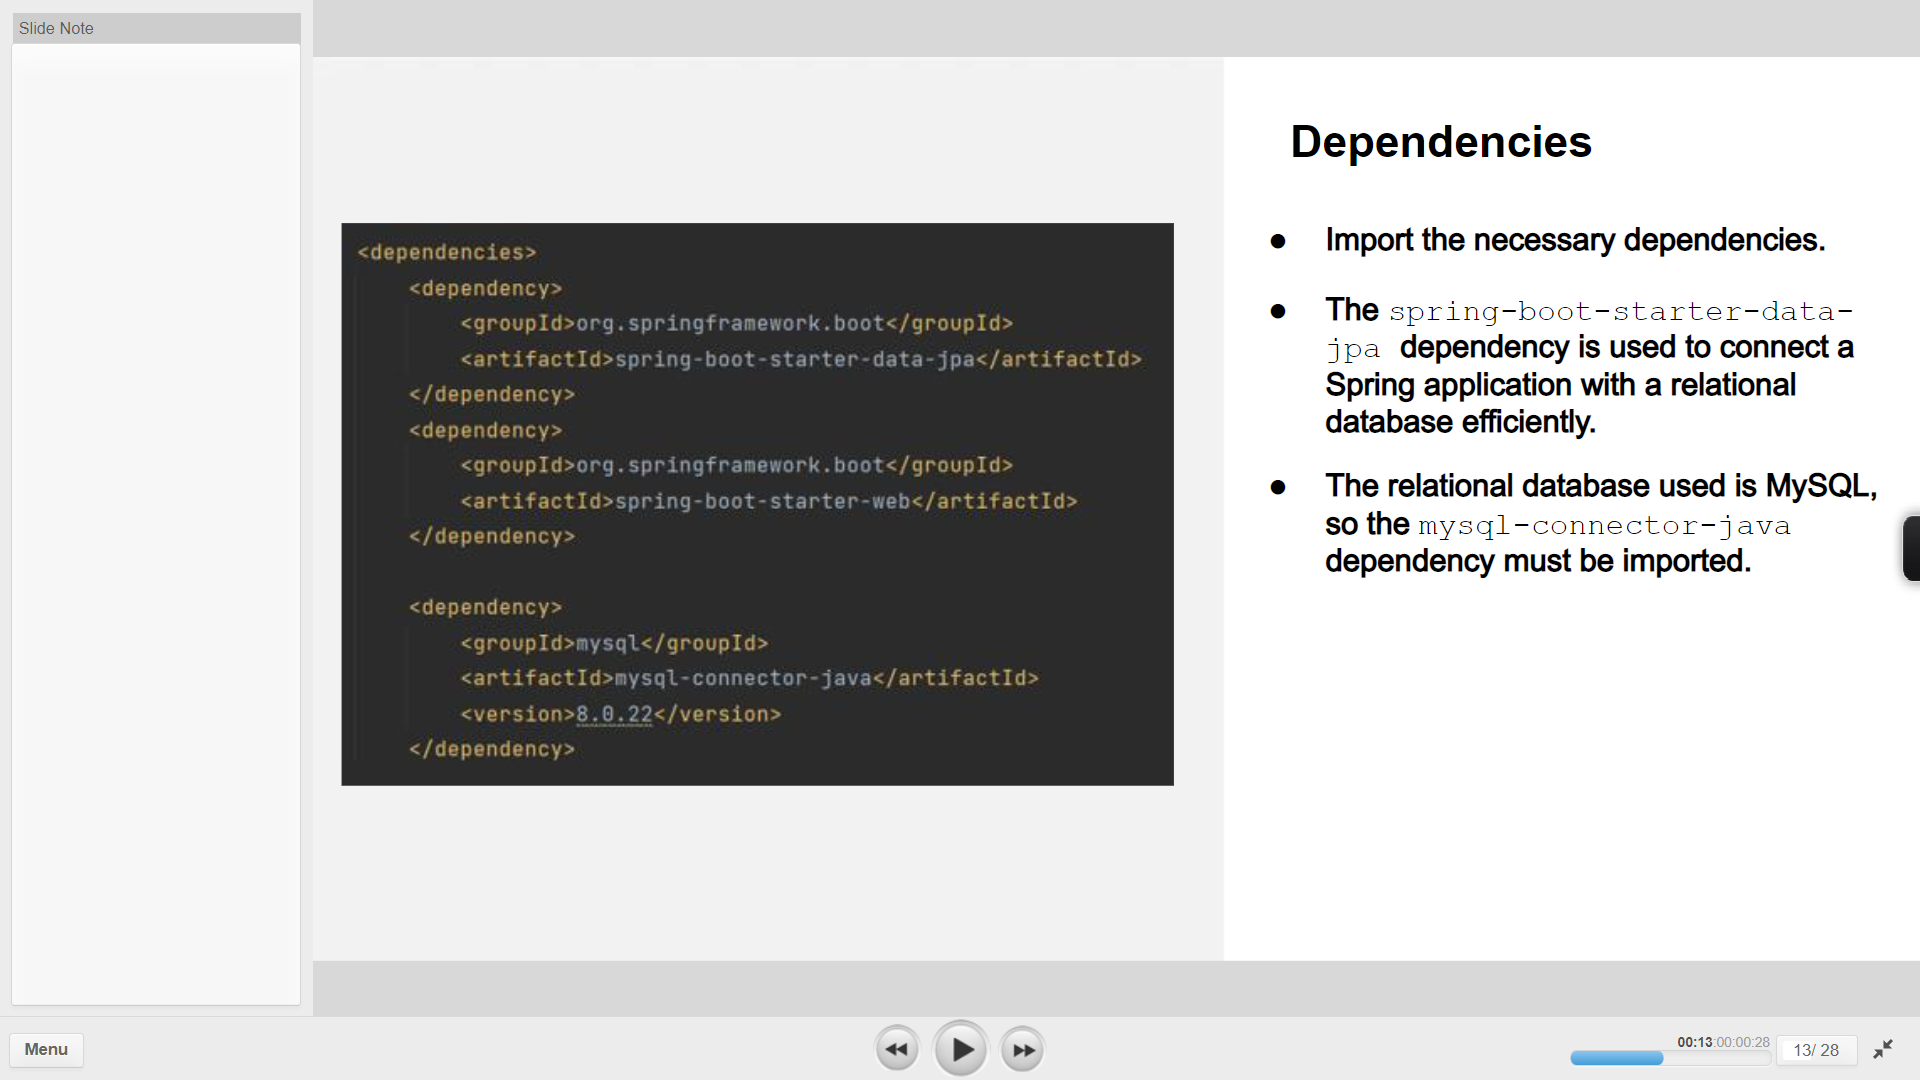 Slide Note
<dependencies>
<dependency>
<groupId>org.springframework.boot</groupId>
<artifactId>spring-boot-starter-data-jpa</artifactId>
</dependency>
<dependency>
<groupId>org.springframework.boot</groupId>
<artifactId>spring-boot-starter-web</artifactId>
</dependency>
<dependency>
<groupId>mysql</groupId>
<artifactId>mysql-connector-java</artifactId>
<version>8.0.22</version>
</dependency>
Dependencies
● Import the necessary dependencies.
● The spring-boot-starter-data-
jpa dependency is used to connect a
Spring application with a relational
database efficiently.
● The relational database used is MySQL,
so the mysql-connector-java
dependency must be imported.
Menu
00:13:00:00:28
13/ 28